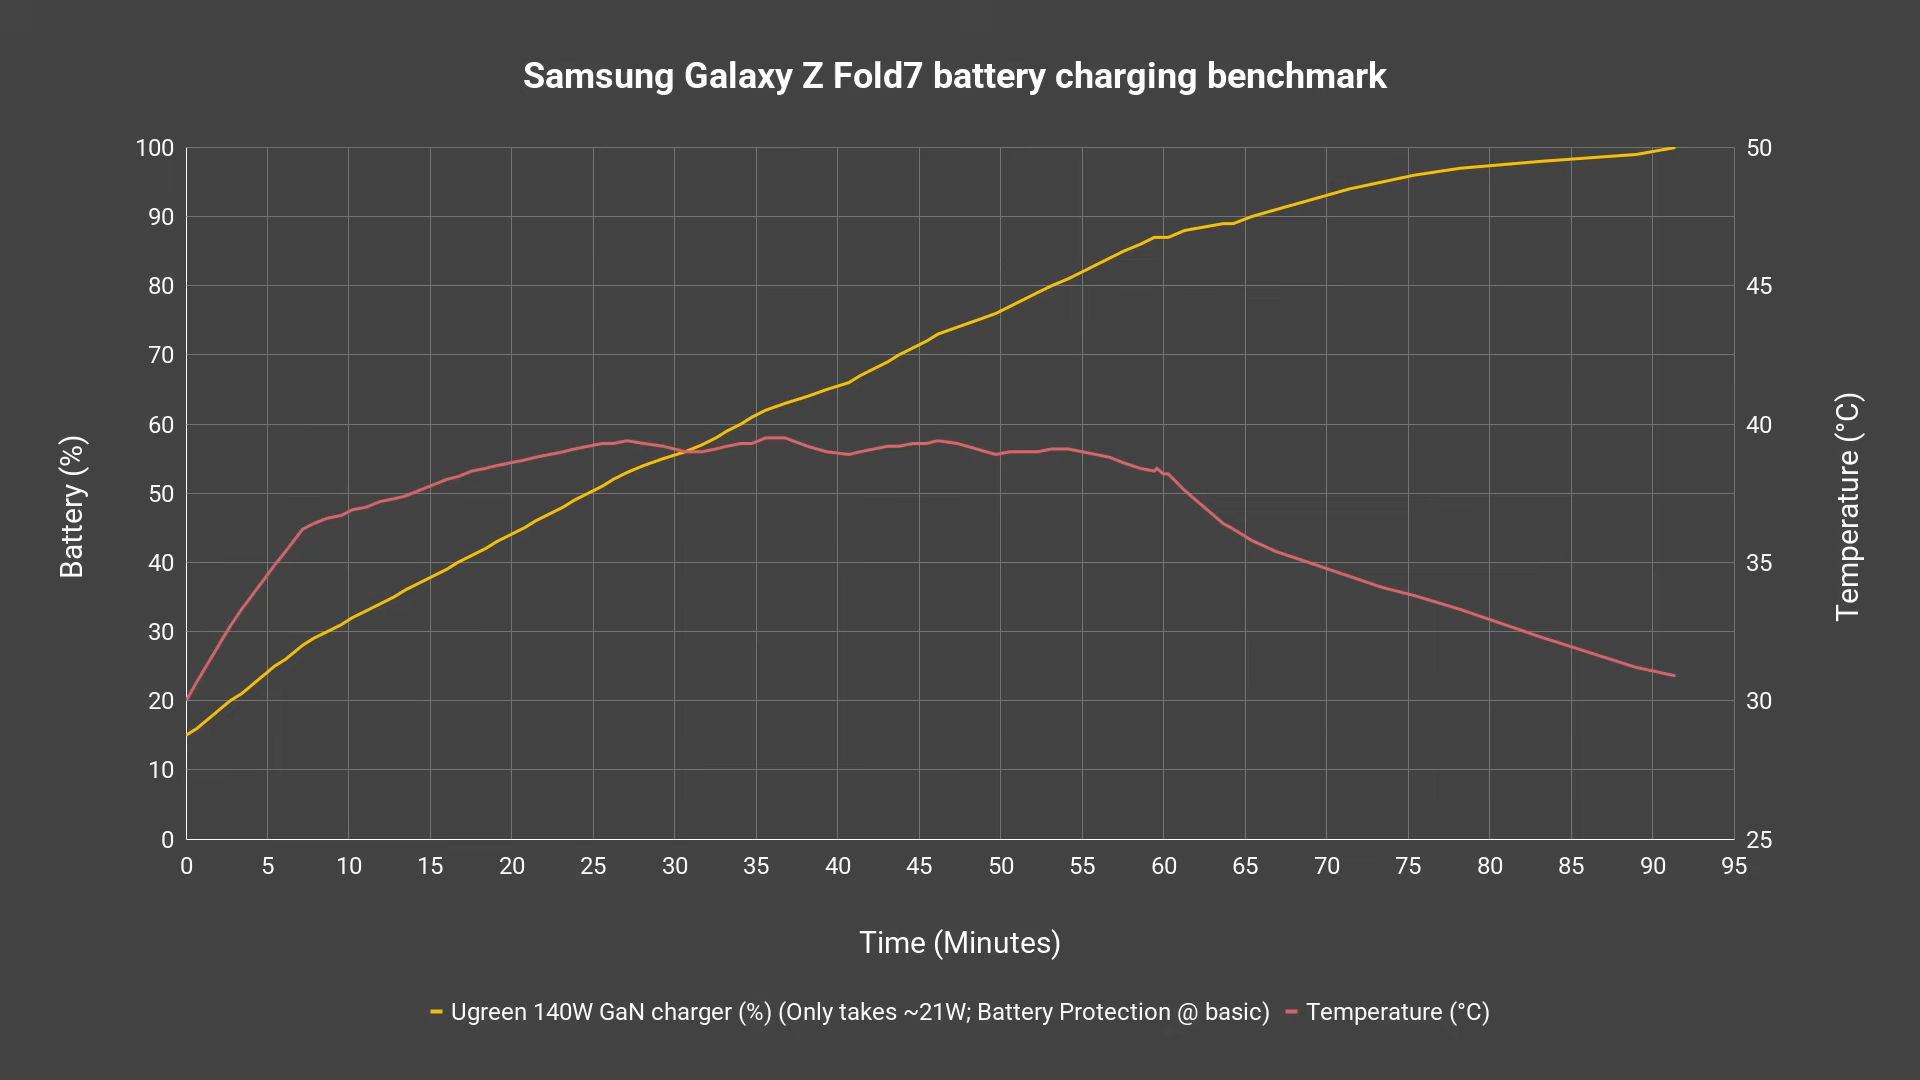 Samsung Galaxy Z Fold7 battery charging benchmark
100
90
80
70
60
50
40
30
20
10
0
Battery (%)
50
45
40
35
30
25
Temperature (°C)
0 5 10 15 20 25 30 35 40 45 50 55 60 65 70 75 80 85 90 95
Time (Minutes)
Ugreen 140W GaN charger (%) (Only takes ~21W; Battery Protection @ basic) Temperature (°C)